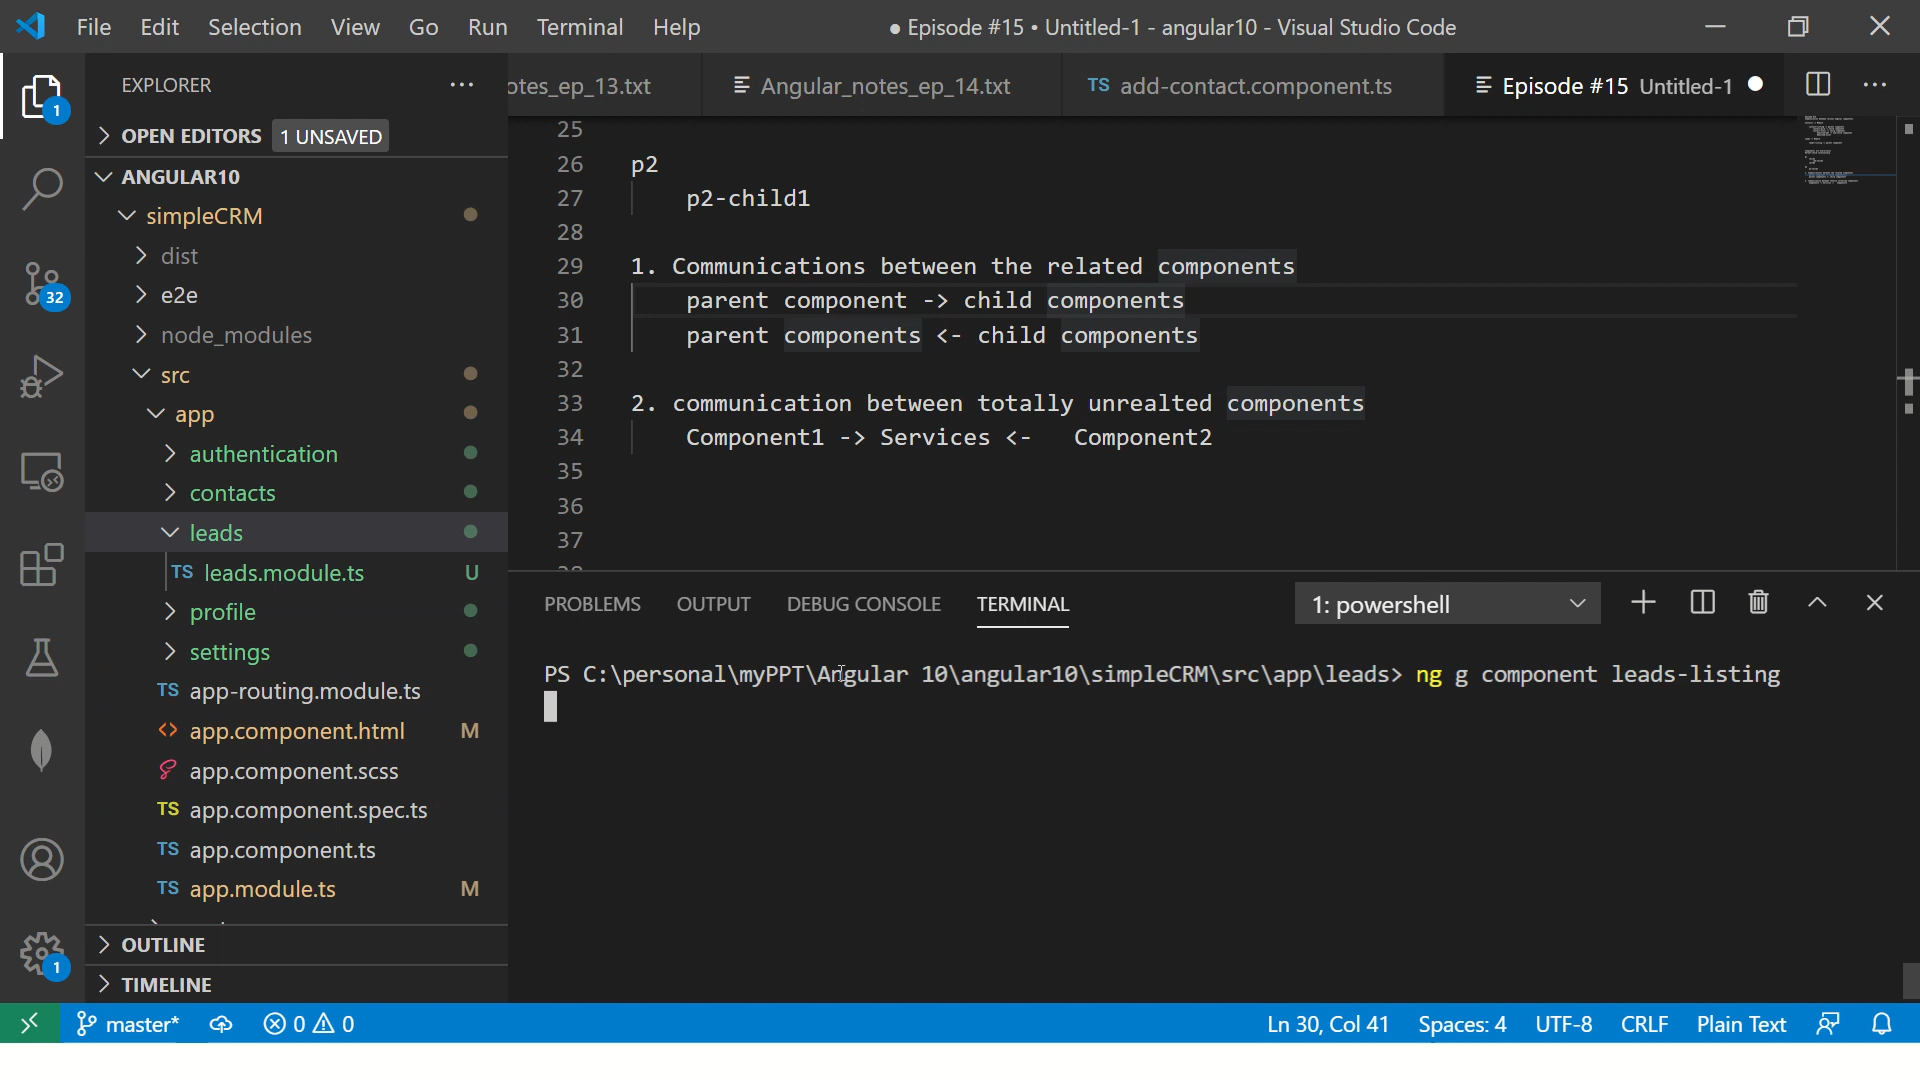 File Edit Selection View Go Run Terminal Help ● Episode #15 • Untitled-1 - angular10 - Visual Studio Code
EXPLORER ···
otes_ep_13.txt Angular_notes_ep_14.txt TS add-contact.component.ts Episode #15 Untitled-1 ● ···
1
OPEN EDITORS 1 UNSAVED
ANGULAR10
simpleCRM
dist
e2e
32
node_modules
src
app
authentication
contacts
leads
TS leads.module.ts U
profile
settings
TS app-routing.module.ts
<> app.component.html M
app.component.scss
TS app.component.spec.ts
TS app.component.ts
TS app.module.ts M
OUTLINE
1
TIMELINE
25
26 p2
27 p2-child1
28
29 1. Communications between the related components
30 parent component -> child components
31 parent components <- child components
32
33 2. communication between totally unrealted components
34 Component1 -> Services <- Component2
35
36
37
PROBLEMS OUTPUT DEBUG CONSOLE TERMINAL 1: powershell
PS C:\personal\myPPT\Angular 10\angular10\simpleCRM\src\app\leads> ng g component leads-listing
master* 0 0 Ln 30, Col 41 Spaces: 4 UTF-8 CRLF Plain Text